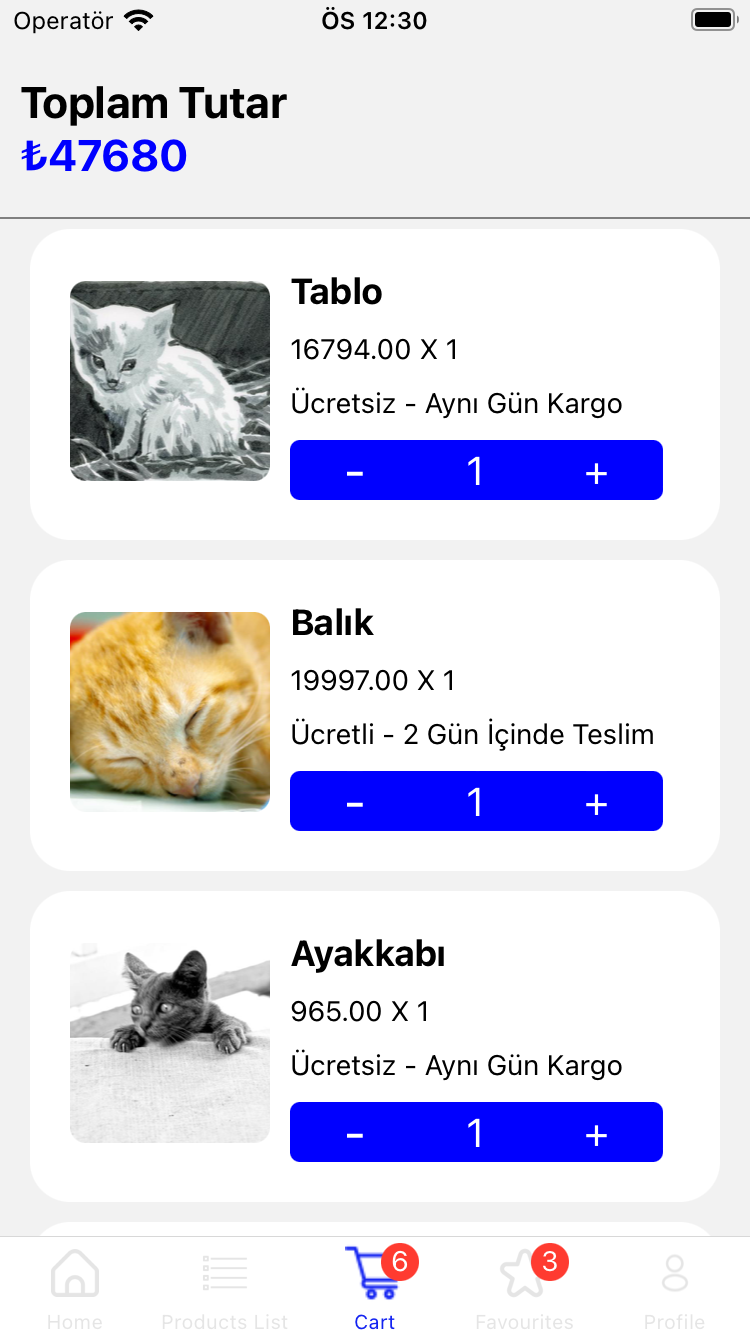 Operatör ÖS 12:30
Toplam Tutar
₺47680
Tablo
16794.00 X 1
Ücretsiz - Aynı Gün Kargo
- 1 +
Balık
19997.00 X 1
Ücretli - 2 Gün İçinde Teslim
- 1 +
Ayakkabı
965.00 X 1
Ücretsiz - Aynı Gün Kargo
- 1 +
6 3
Home Products List Cart Favourites Profile